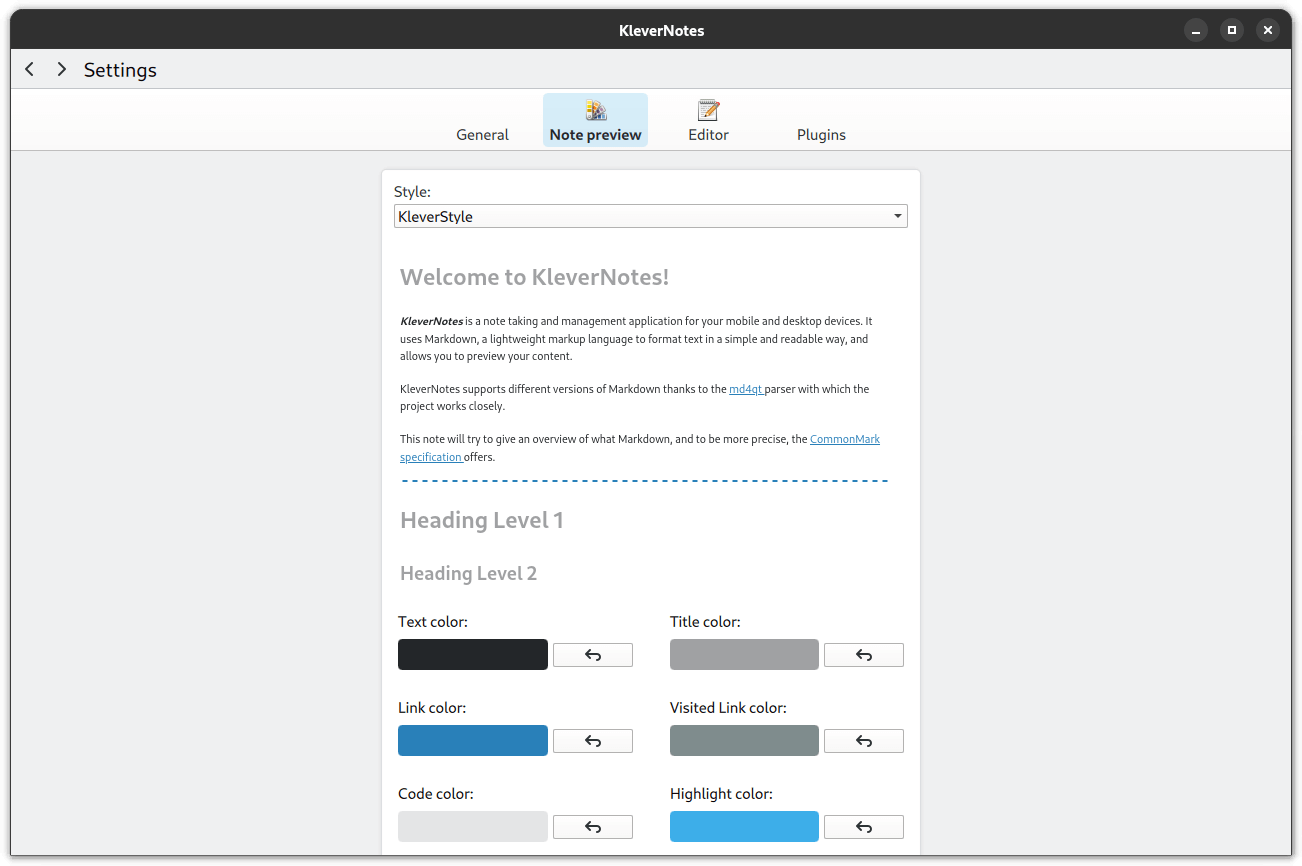 KleverNotes
Settings
General
Note preview
Editor
Plugins
Style:
KleverStyle
Welcome to KleverNotes!
KleverNotes is a note taking and management application for your mobile and desktop devices. It
uses Markdown, a lightweight markup language to format text in a simple and readable way, and
allows you to preview your content.
KleverNotes supports different versions of Markdown thanks to the md4qt parser with which the
project works closely.
This note will try to give an overview of what Markdown, and to be more precise, the CommonMark
specification offers.
Heading Level 1
Heading Level 2
Text color:
Title color:
Link color:
Visited Link color:
Code color:
Highlight color: